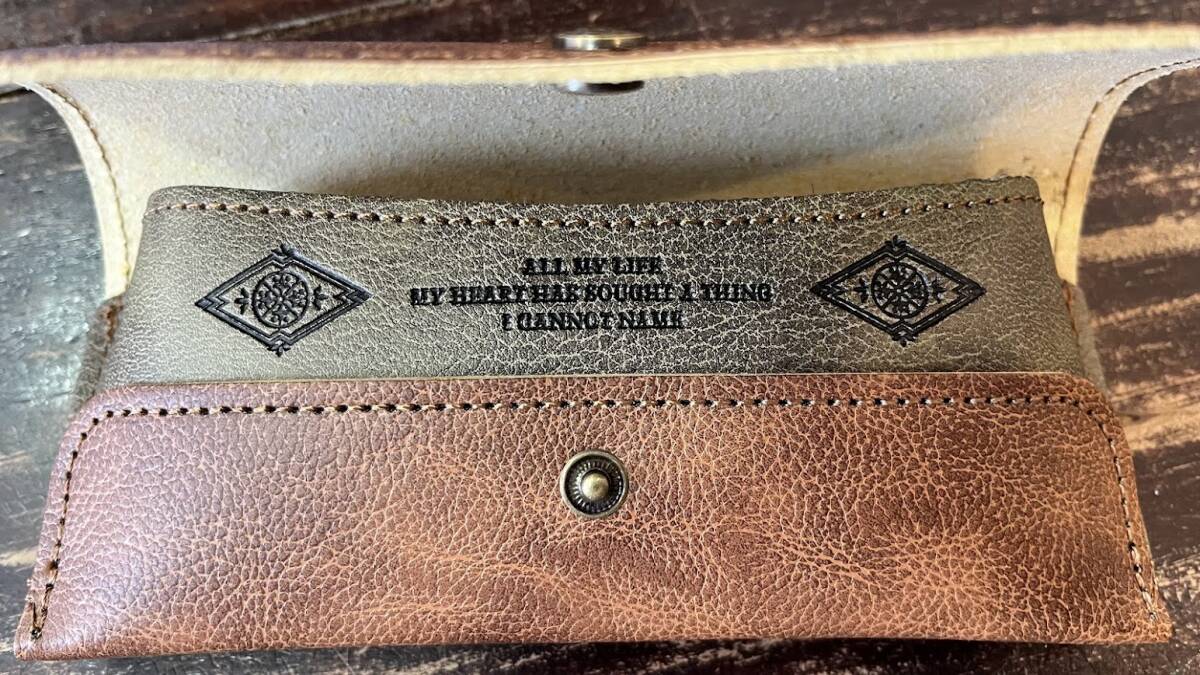 ALL MY LIFE
MY HEART HAS SOUGHT A THING
I CANNOT NAME